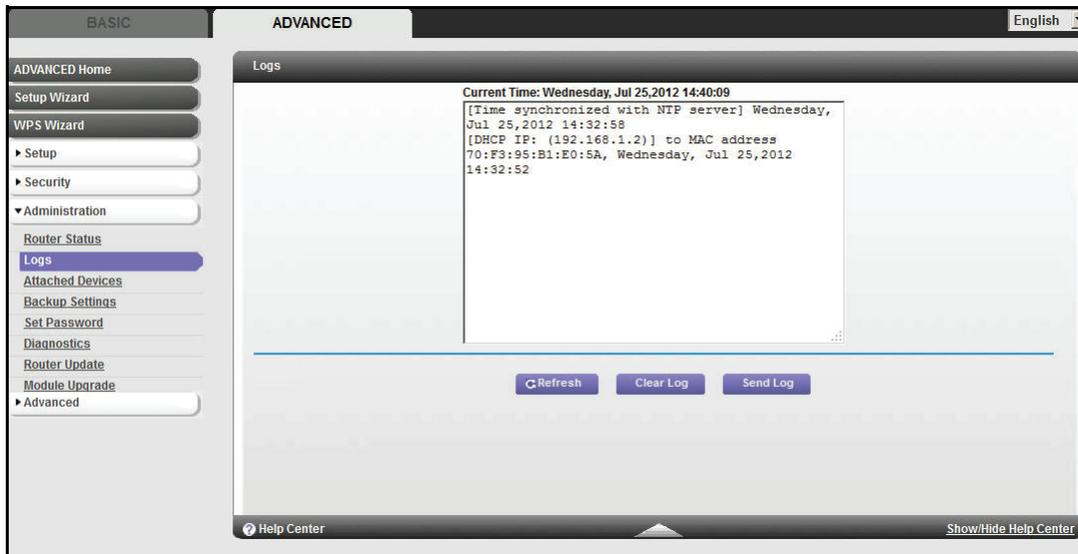 BASIC
ADVANCED
English
ADVANCED Home
Setup Wizard
WPS Wizard
Setup
Security
Administration
Router Status
Logs
Attached Devices
Backup Settings
Set Password
Diagnostics
Router Update
Module Upgrade
Advanced
Logs
Current Time: Wednesday, Jul 25,2012 14:40:09
[Time synchronized with NTP server] Wednesday,
Jul 25,2012 14:32:58
[DHCP IP: (192.168.1.2)] to MAC address
70:F3:95:B1:E0:5A, Wednesday, Jul 25,2012
14:32:52
Refresh
Clear Log
Send Log
Help Center
Show/Hide Help Center